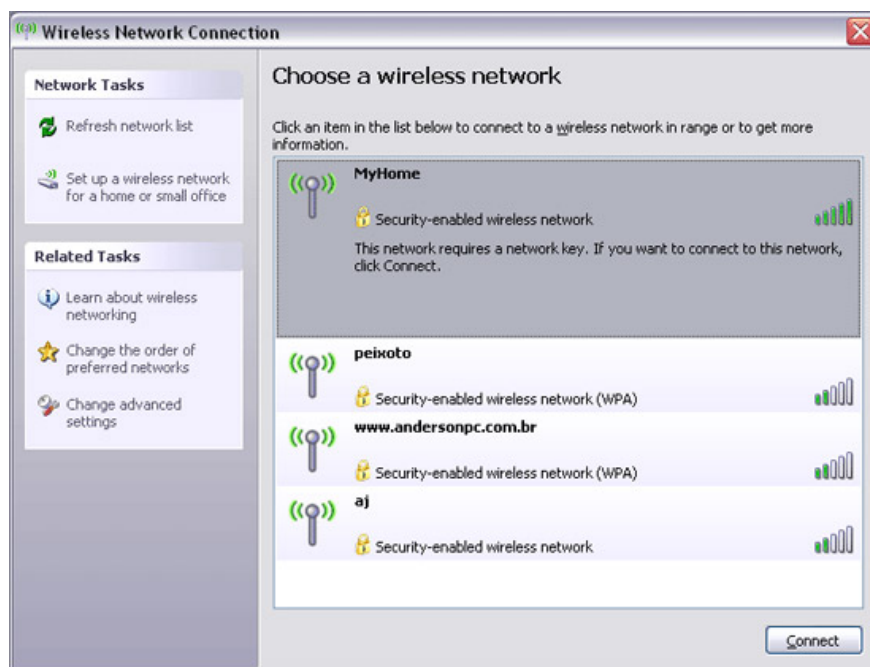 Wireless Network Connection
Network Tasks
Refresh network list
Set up a wireless network
for a home or small office
Related Tasks
Learn about wireless
networking
Change the order of
preferred networks
Change advanced
settings
Choose a wireless network
Click an item in the list below to connect to a wireless network in range or to get more
information.
MyHome
Security-enabled wireless network
This network requires a network key. If you want to connect to this network,
click Connect.
peixoto
Security-enabled wireless network (WPA)
www.andersonpc.com.br
Security-enabled wireless network (WPA)
aj
Security-enabled wireless network
Connect